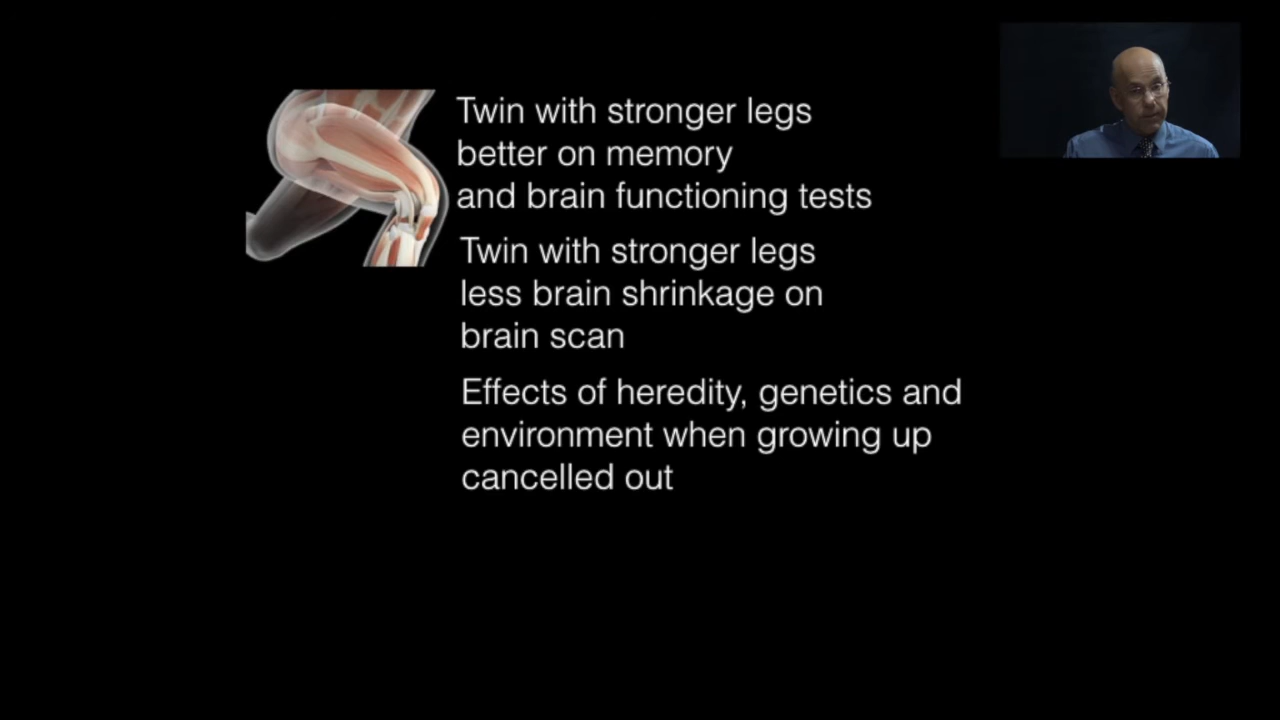 Twin with stronger legs
better on memory
and brain functioning tests
Twin with stronger legs
less brain shrinkage on
brain scan
Effects of heredity, genetics and
environment when growing up
cancelled out